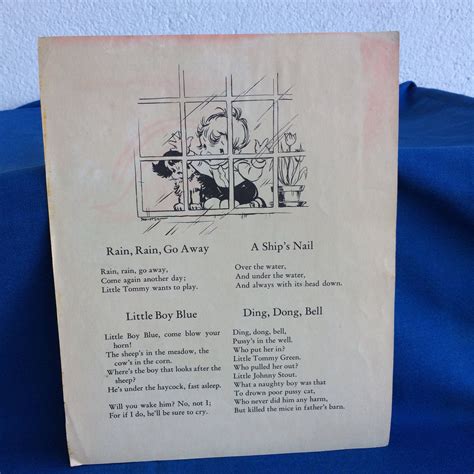 Rain, Rain, Go Away
Rain, rain, go away,
Come again another day;
Little Tommy wants to play.
A Ship's Nail
Over the water,
And under the water,
And always with its head down.
Little Boy Blue
Little Boy Blue, come blow your
horn!
The sheep's in the meadow, the
cow's in the corn.
Where's the boy that looks after the
sheep?
He's under the haycock, fast asleep.
Will you wake him? No, not I;
For if I do, he'll be sure to cry.
Ding, Dong, Bell
Ding, dong, bell,
Pussy's in the well.
Who put her in?
Little Tommy Green.
Who pulled her out?
Little Johnny Stout.
What a naughty boy was that
To drown poor pussy cat,
Who never did him any harm,
But killed the mice in father's barn.